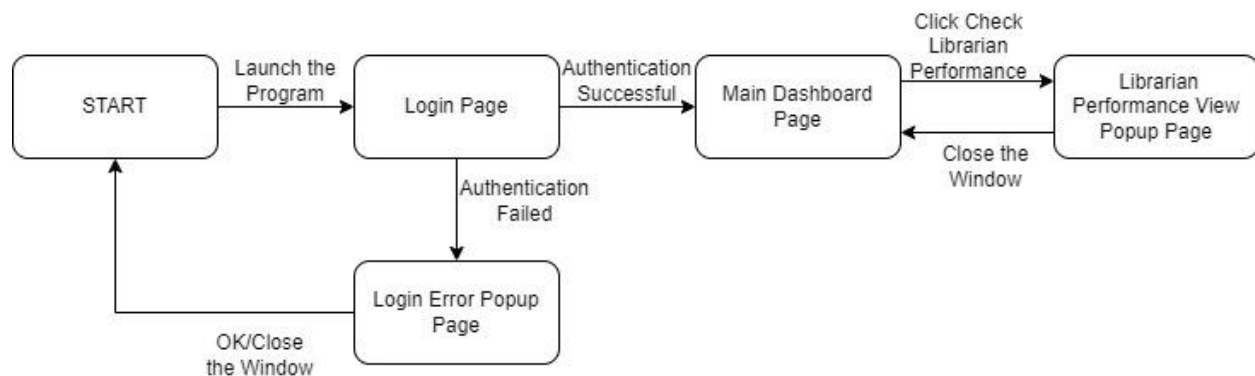 START
Launch the
Program
Login Page
Authentication
Successful
Main Dashboard
Page
Click Check
Librarian
Performance
Librarian
Performance View
Popup Page
Close the
Window
Authentication
Failed
Login Error Popup
Page
OK/Close
the Window